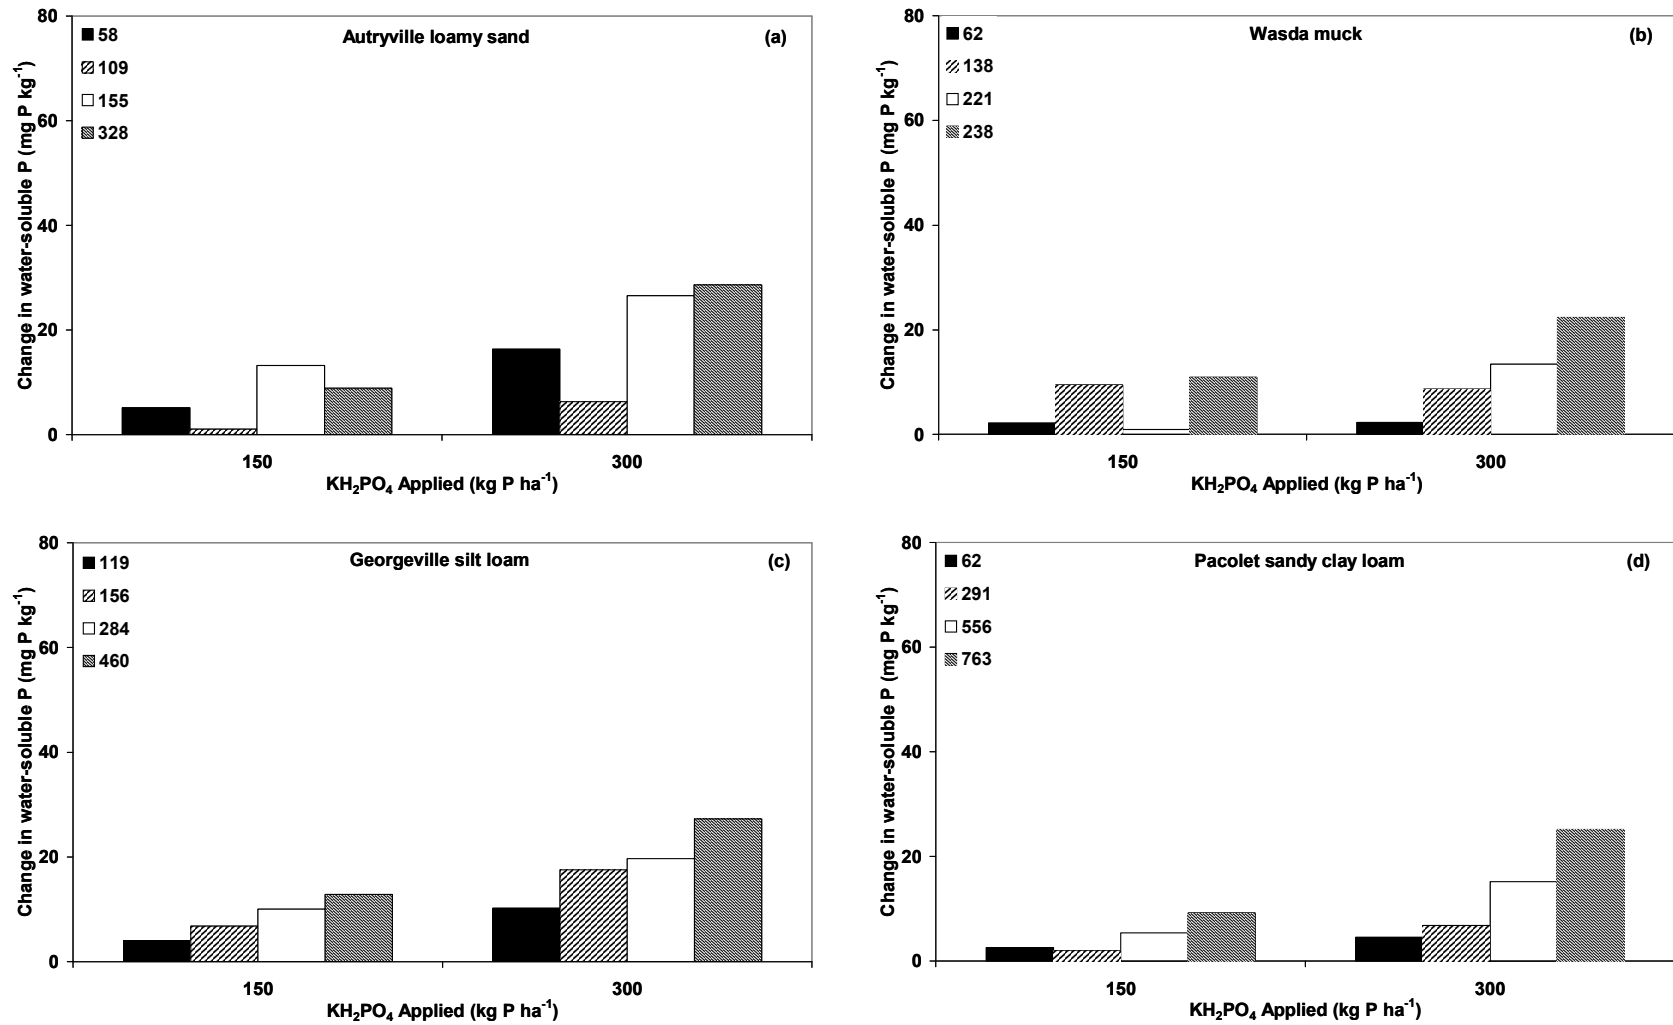 Change in water-soluble P (mg P kg⁻¹)
80
60
40
20
0
58
109
155
328
Autryville loamy sand
(a)
150
300
KH₂PO₄ Applied (kg P ha⁻¹)
Change in water-soluble P (mg P kg⁻¹)
80
60
40
20
0
62
138
221
238
Wasda muck
(b)
150
300
KH₂PO₄ Applied (kg P ha⁻¹)
Change in water-soluble P (mg P kg⁻¹)
80
60
40
20
0
119
156
284
460
Georgeville silt loam
(c)
150
300
KH₂PO₄ Applied (kg P ha⁻¹)
Change in water-soluble P (mg P kg⁻¹)
80
60
40
20
0
62
291
556
763
Pacolet sandy clay loam
(d)
150
300
KH₂PO₄ Applied (kg P ha⁻¹)